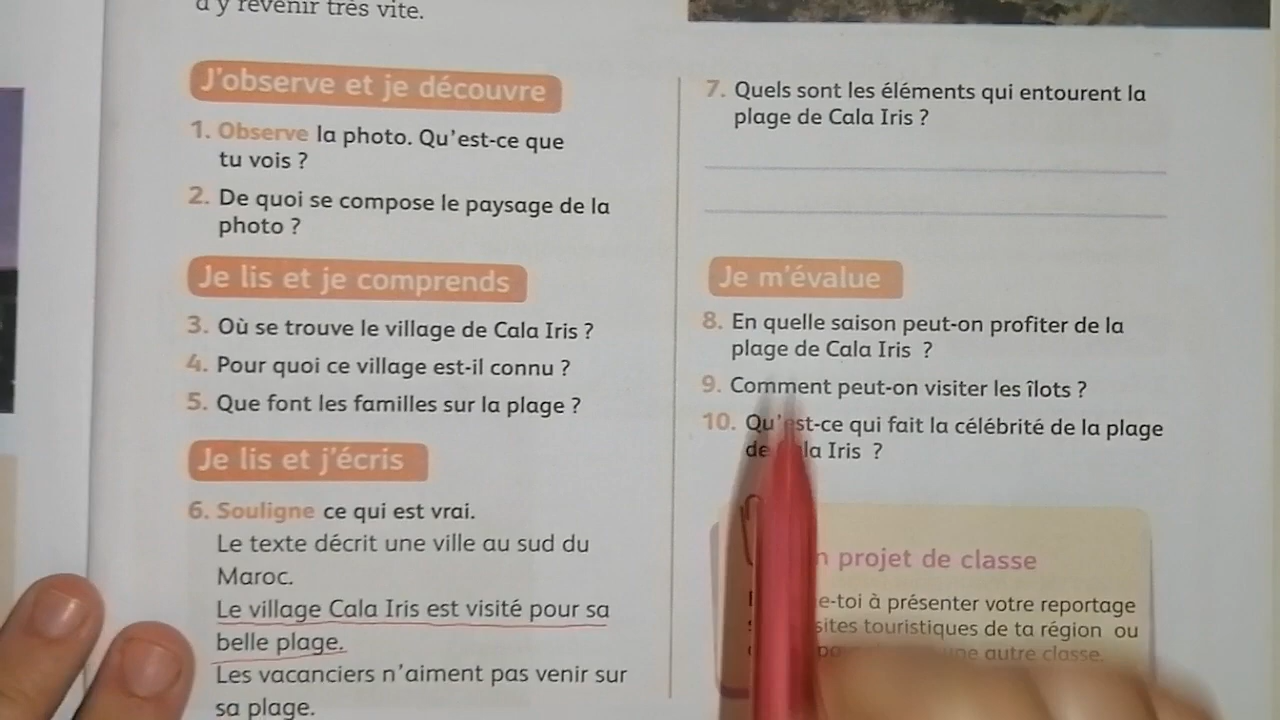 d'y revenir très vite.
J'observe et je découvre
1. Observe la photo. Qu'est-ce que
tu vois ?
2. De quoi se compose le paysage de la
photo ?
Je lis et je comprends
3. Où se trouve le village de Cala Iris ?
4. Pour quoi ce village est-il connu ?
5. Que font les familles sur la plage ?
Je lis et j'écris
6. Souligne ce qui est vrai.
Le texte décrit une ville au sud du
Maroc.
Le village Cala Iris est visité pour sa
belle plage.
Les vacanciers n'aiment pas venir sur
sa plage.
7. Quels sont les éléments qui entourent la
plage de Cala Iris ?
Je m'évalue
8. En quelle saison peut-on profiter de la
plage de Cala Iris ?
9. Comment peut-on visiter les îlots ?
10. Qu'est-ce qui fait la célébrité de la plage
de Cala Iris ?
projet de classe
à présenter votre reportage
sites touristiques de ta région ou
une autre classe.